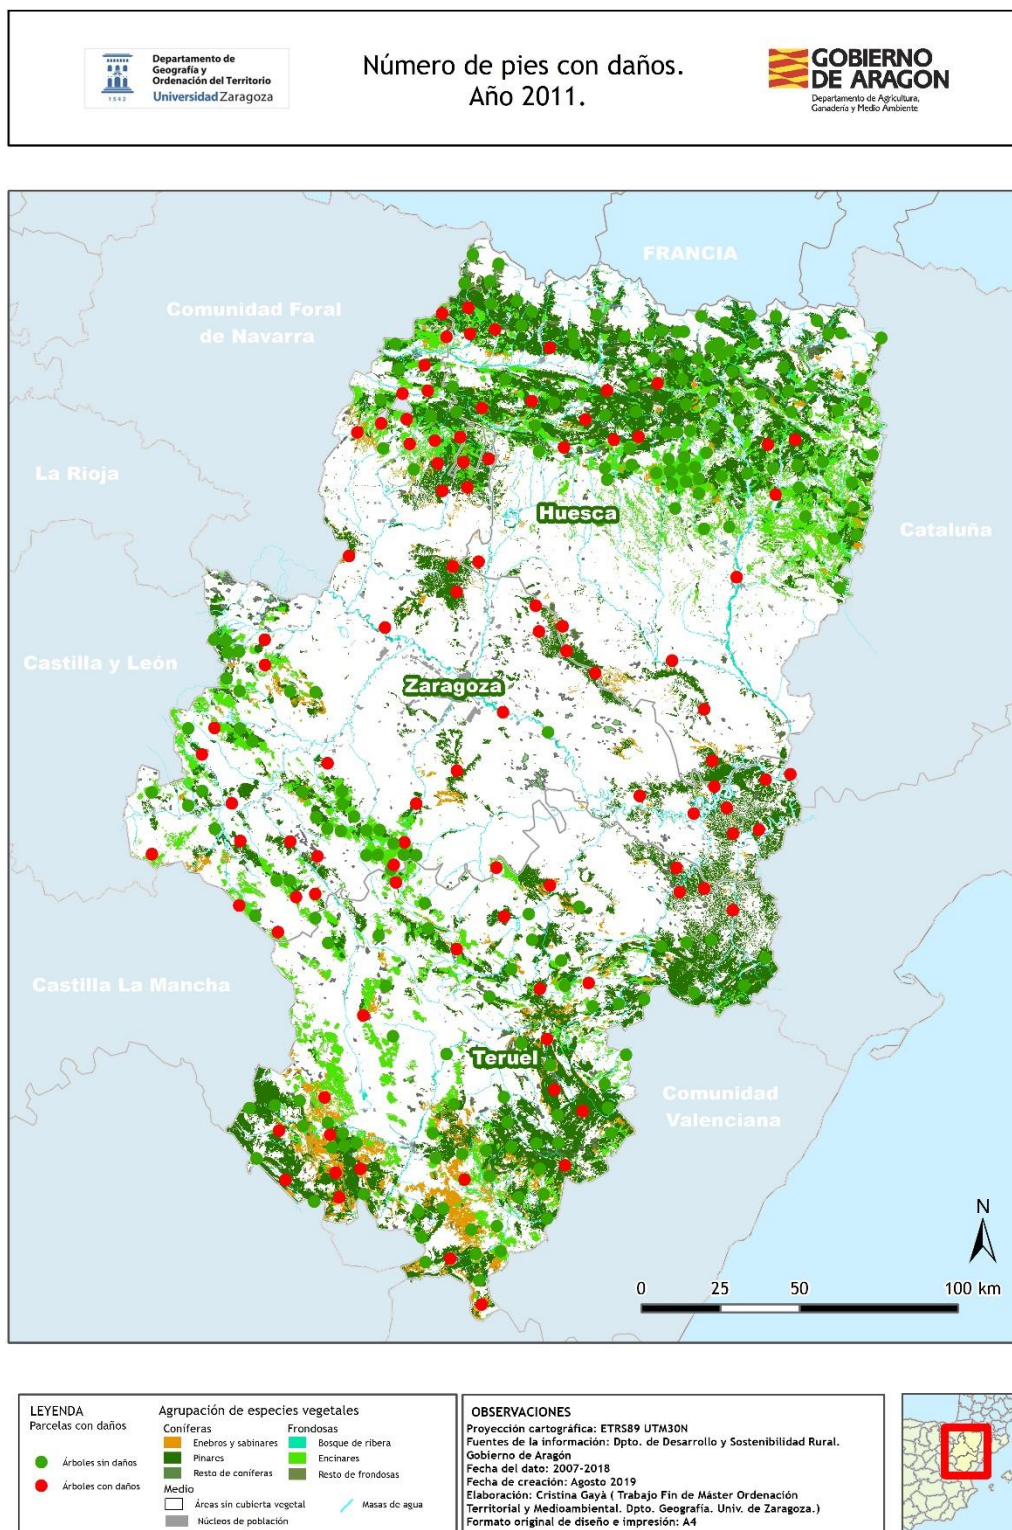 Departamento de
Geografía y
Ordenación del Territorio
Universidad Zaragoza
1542
Número de pies con daños.
Año 2011.
GOBIERNO
DE ARAGON
Departamento de Agricultura,
Ganadería y Medio Ambiente
FRANCIA
Comunidad Foral
de Navarra
La Rioja
Huesca
Cataluña
Castilla y León
Zaragoza
Castilla La Mancha
Teruel
Comunidad
Valenciana
N
0 25 50 100 km
LEYENDA
Parcelas con daños
Árboles sin daños
Árboles con daños
Agrupación de especies vegetales
Coníferas
Enebros y sabinares
Pinares
Resto de coníferas
Frondosas
Bosque de ribera
Encinares
Resto de frondosas
Medio
Áreas sin cubierta vegetal
Masas de agua
Núcleos de población
OBSERVACIONES
Proyección cartográfica: ETRS89 UTM30N
Fuentes de la información: Dpto. de Desarrollo y Sostenibilidad Rural.
Gobierno de Aragón
Fecha del dato: 2007-2018
Fecha de creación: Agosto 2019
Elaboración: Cristina Gayà ( Trabajo Fin de Máster Ordenación
Territorial y Medioambiental. Dpto. Geografía. Univ. de Zaragoza.)
Formato original de diseño e impresión: A4